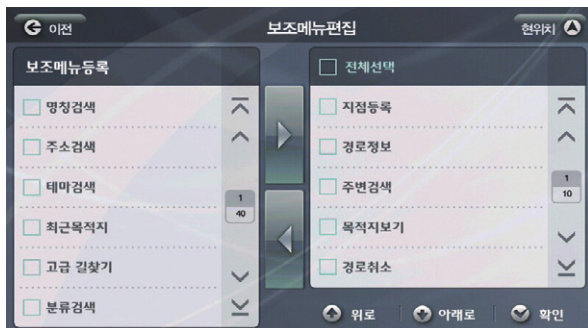 이전
보조메뉴편집
현위치
보조메뉴등록
명칭검색
주소검색
테마검색
최근목적지
고급 길찾기
분류검색
1
40
전체선택
지점등록
경로정보
주변검색
목적지보기
경로취소
1
10
위로
아래로
확인